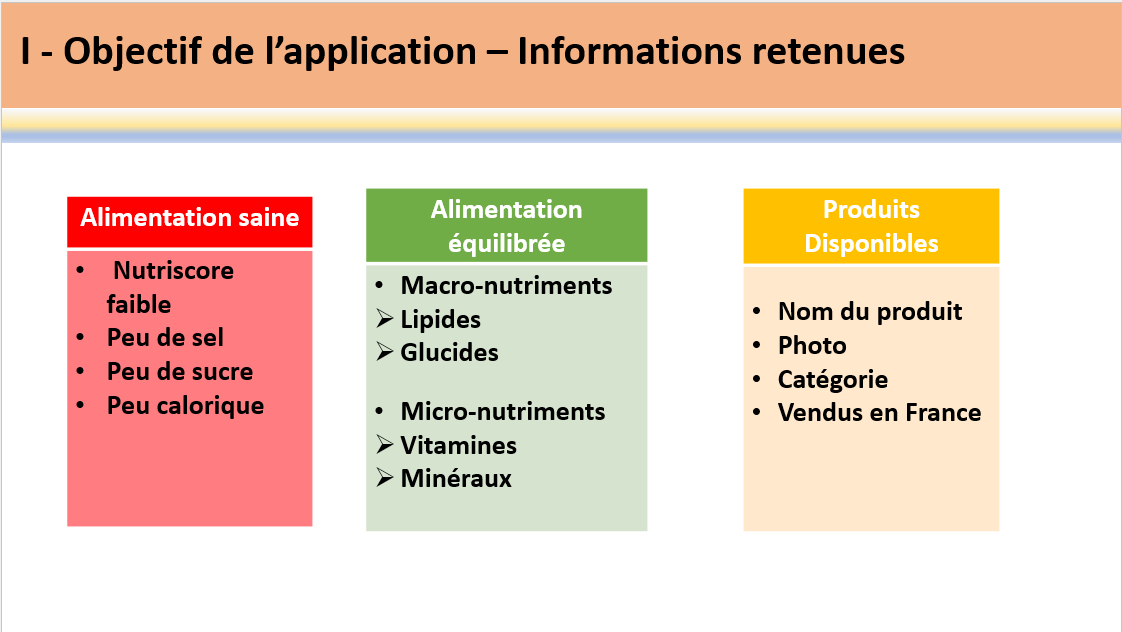 I - Objectif de l’application – Informations retenues
Alimentation saine
• Nutriscore
faible
• Peu de sel
• Peu de sucre
• Peu calorique
Alimentation
équilibrée
• Macro-nutriments
➢ Lipides
➢ Glucides
• Micro-nutriments
➢ Vitamines
➢ Minéraux
Produits
Disponibles
• Nom du produit
• Photo
• Catégorie
• Vendus en France